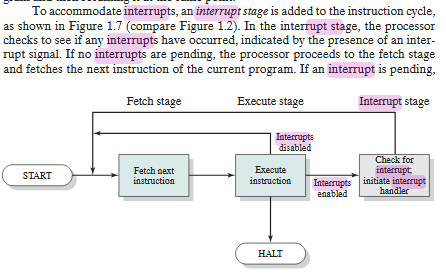 To accommodate interrupts, an interrupt stage is added to the instruction cycle,
as shown in Figure 1.7 (compare Figure 1.2). In the interrupt stage, the processor
checks to see if any interrupts have occurred, indicated by the presence of an inter-
rupt signal. If no interrupts are pending, the processor proceeds to the fetch stage
and fetches the next instruction of the current program. If an interrupt is pending,
Fetch stage Execute stage Interrupt stage
START
Fetch next
instruction
Interrupts
disabled
Execute
instruction
Interrupts
enabled
Check for
interrupt;
initiate interrupt
handler
HALT